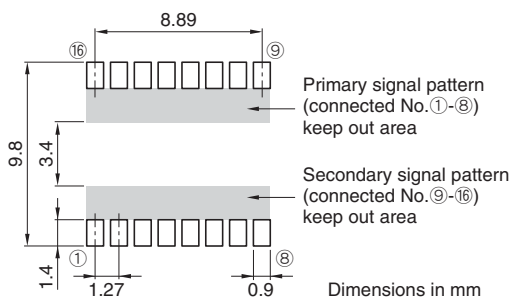 8.89
⑯
⑨
Primary signal pattern
(connected No.①-⑧)
keep out area
9.8
3.4
Secondary signal pattern
(connected No.⑨-⑯)
keep out area
①
⑧
1.4
1.27
0.9
Dimensions in mm